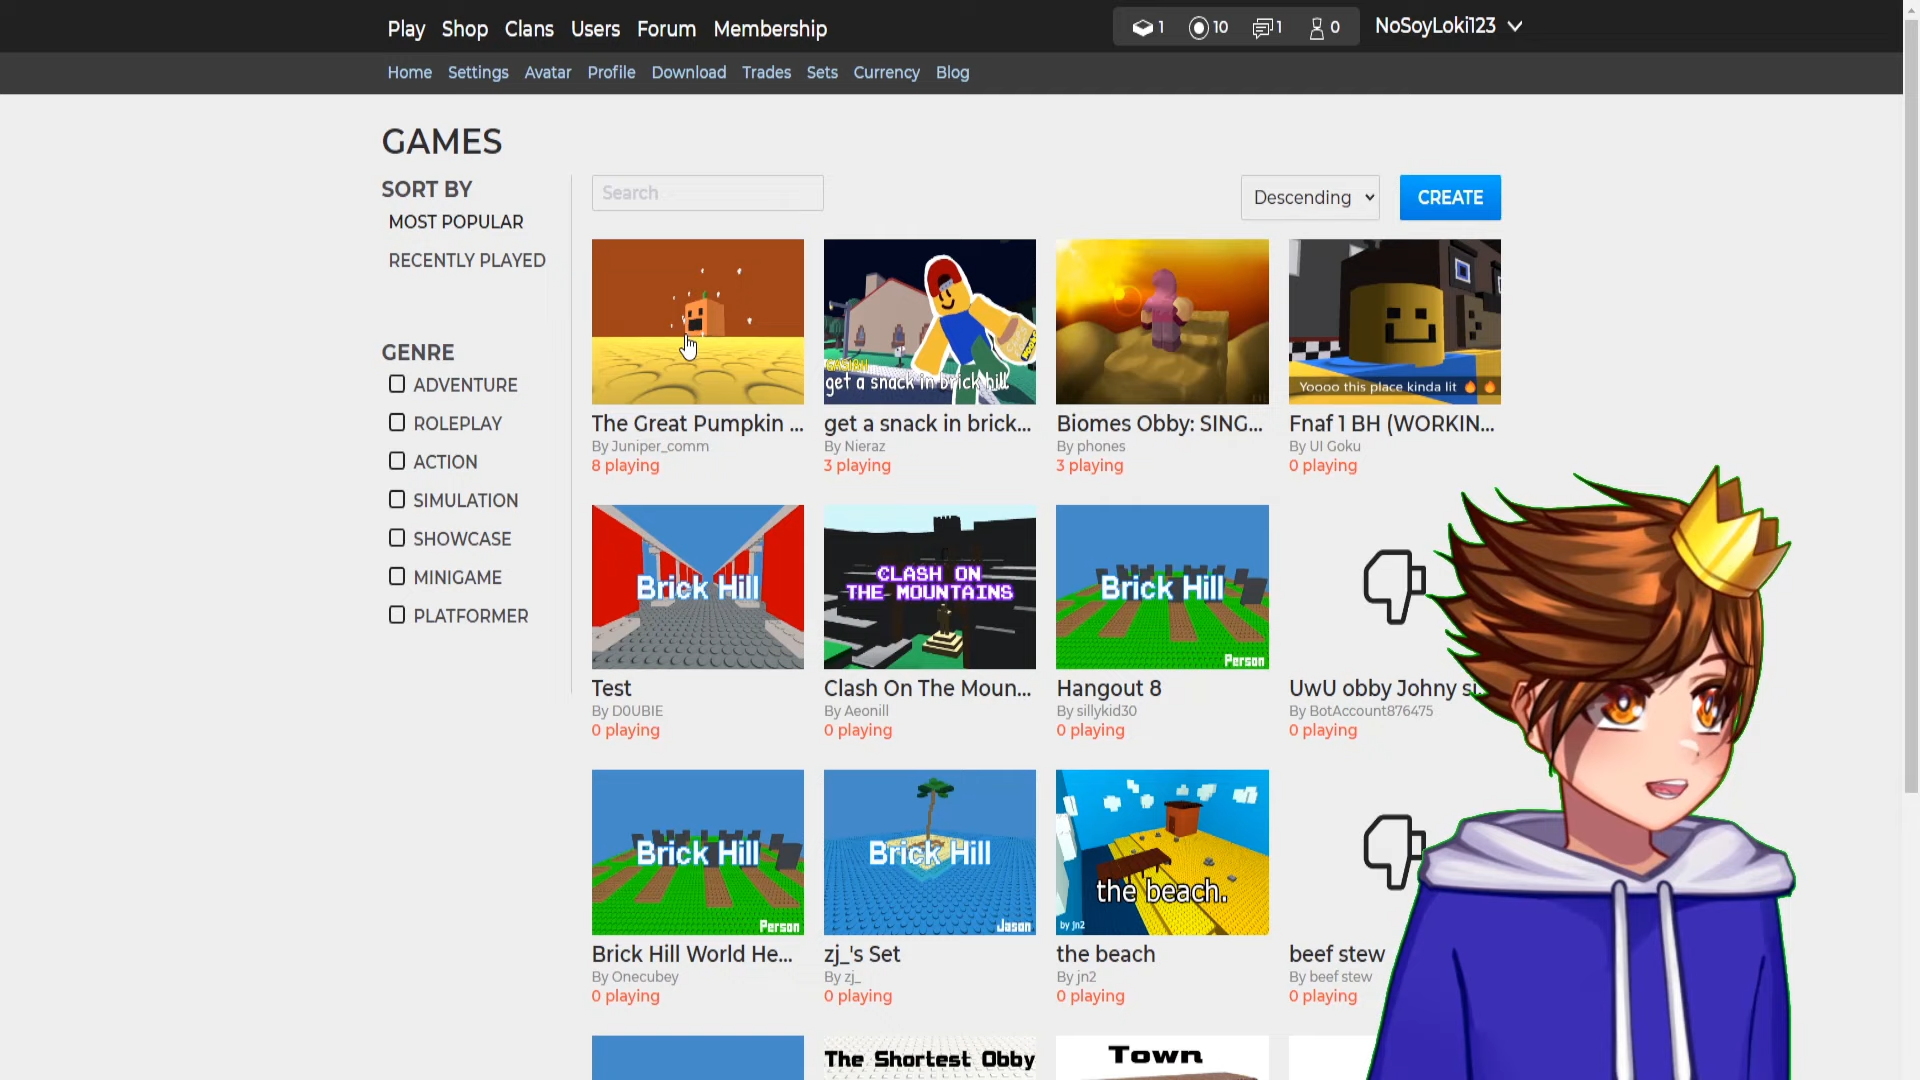 Play Shop Clans Users Forum Membership
1 10 1 0 NoSoyLoki123
Home Settings Avatar Profile Download Trades Sets Currency Blog
GAMES
SORT BY
MOST POPULAR
RECENTLY PLAYED
GENRE
ADVENTURE
ROLEPLAY
ACTION
SIMULATION
SHOWCASE
MINIGAME
PLATFORMER
Search
Descending
CREATE
The Great Pumpkin ...
By Juniper_comm
8 playing
get a snack in brick hill
get a snack in brick...
By Nieraz
3 playing
Biomes Obby: SING...
By phones
3 playing
Yoooo this place kinda lit 🔥 🔥
Fnaf 1 BH (WORKIN...
By UI Goku
0 playing
Brick Hill
Test
By D0UBIE
0 playing
CLASH ON
THE MOUNTAINS
Clash On The Moun...
By Aeonill
0 playing
Brick Hill
Person
Hangout 8
By sillykid30
0 playing
UwU obby Johny si...
By BotAccount876475
0 playing
Brick Hill
Person
Brick Hill World He...
By Onecubey
0 playing
Brick Hill
Jason
zj_'s Set
By zj_
0 playing
the beach.
by jn2
the beach
By jn2
0 playing
beef stew
By beef stew
0 playing
The Shortest Obby
Town